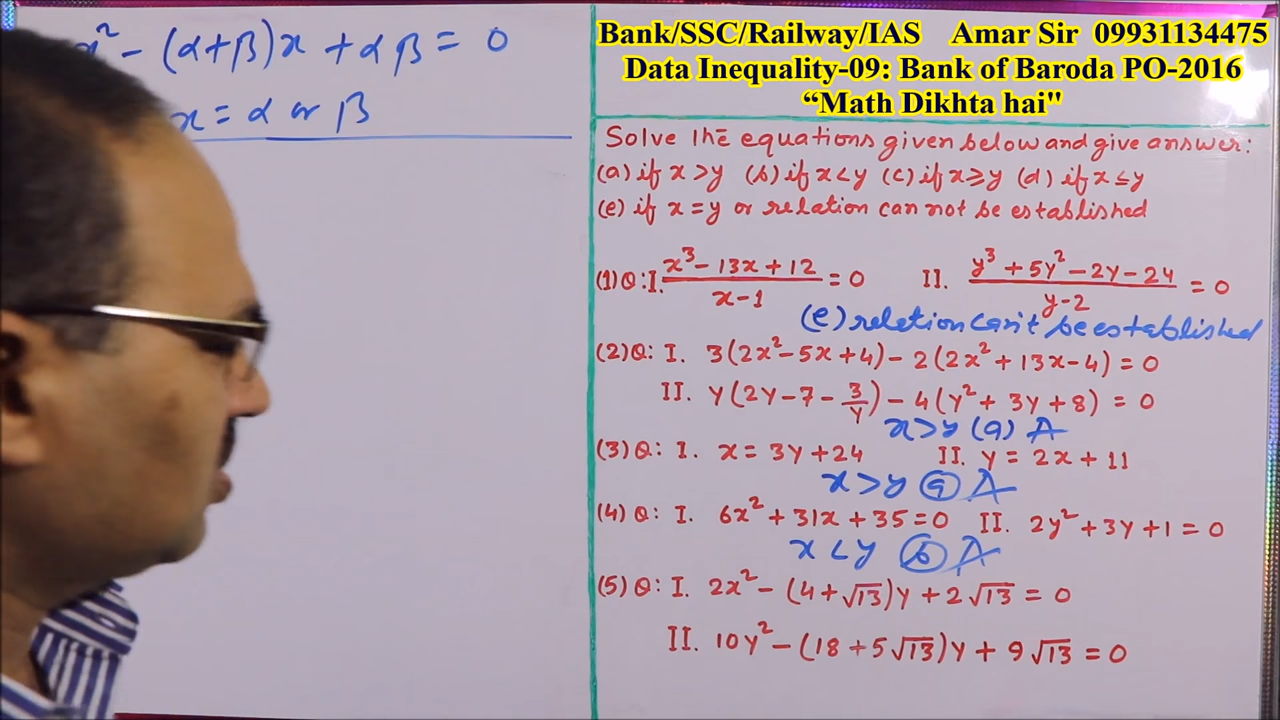 x² - (α+β)x + αβ = 0
x = α or β
Bank/SSC/Railway/IAS Amar Sir 09931134475
Data Inequality-09: Bank of Baroda PO-2016
“Math Dikhta hai"
Solve the equations given below and give answer:
(a) if x>y (b) if x<y (c) if x⩾y (d) if x≤y
(e) if x=y or relation can not be established
(1)Q: I. (x³-13x+12)/(x-1) = 0 II. (y³+5y²-2y-24)/(y-2) = 0
(e) relation can't be established
(2)Q: I. 3(2x²-5x+4)-2(2x²+13x-4)=0
II. y(2y-7-3/y)-4(y²+3y+8)=0
x>y (a) A
(3)Q: I. x=3y+24 II. y=2x+11
x>y (a) A
(4)Q: I. 6x²+31x+35=0 II. 2y²+3y+1=0
x<y (b) A
(5)Q: I. 2x²-(4+√13)y+2√13=0
II. 10y²-(18+5√13)y+9√13=0